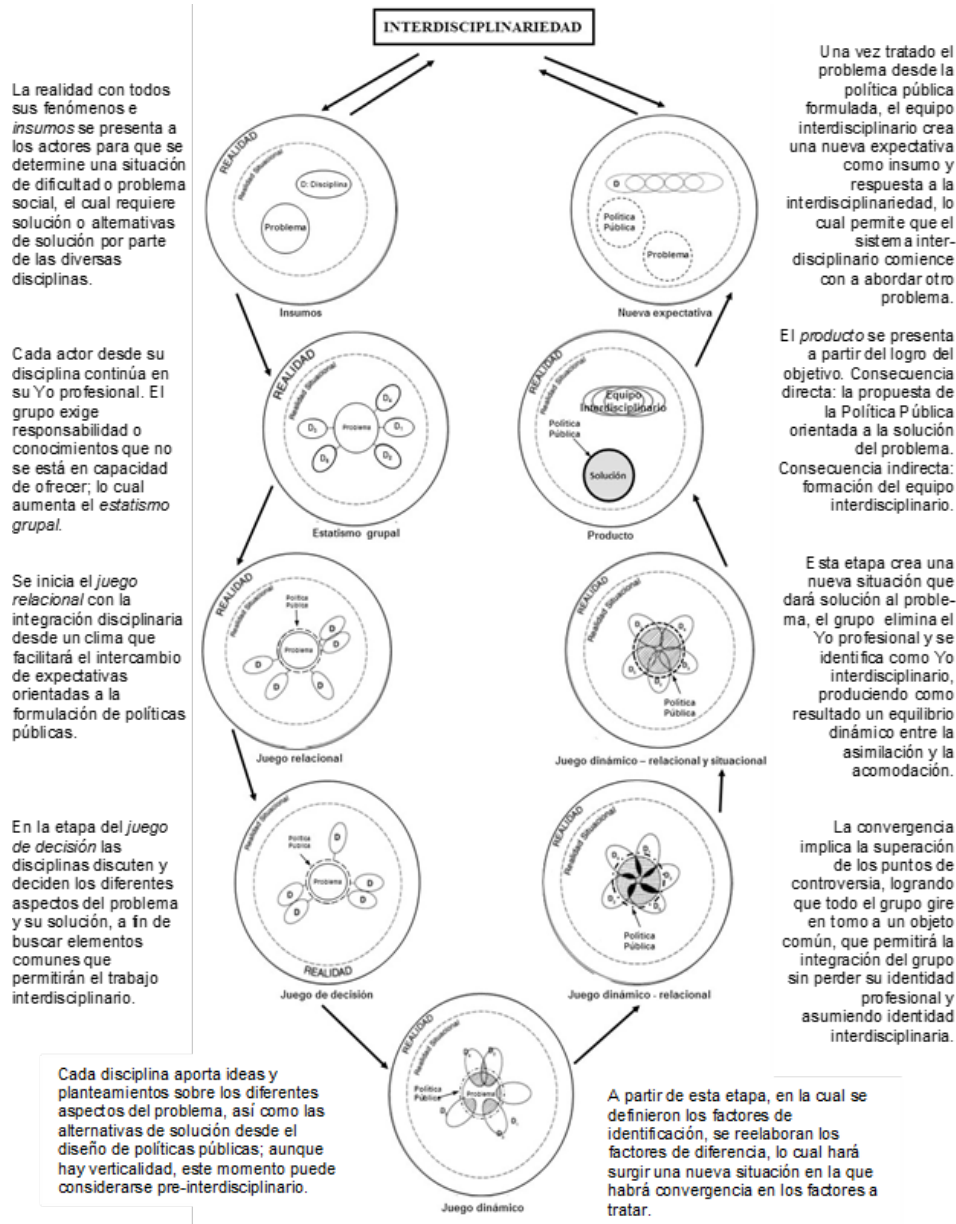 INTERDISCIPLINARIEDAD
La realidad con todos
sus fenómenos e
insumos se presenta a
los actores para que se
determine una situación
de dificultad o problema
social, el cual requiere
solución o alternativas
de solución por parte
de las diversas
disciplinas.
REALIDAD
Realidad Situacional
D: Disciplina
Problema
Insumos
Cada actor desde su
disciplina continúa en
su Yo profesional. El
grupo exige
responsabilidad o
conocimientos que no
se está en capacidad
de ofrecer; lo cual
aumenta el estatismo
grupal.
REALIDAD
Realidad Situacional
Problema
Estatismo grupal
Se inicia el juego
relacional con la
integración disciplinaria
desde un clima que
facilitará el intercambio
de expectativas
orientadas a la
formulación de políticas
públicas.
REALIDAD
Realidad Situacional
Política
Pública
Problema
D
D
D
D
D
Juego relacional
En la etapa del juego
de decisión las
disciplinas discuten y
deciden los diferentes
aspectos del problema
y su solución, a fin de
buscar elementos
comunes que
permitirán el trabajo
interdisciplinario.
Realidad Situacional
Política
Pública
D
Problema
D
D
D
D
REALIDAD
Juego de decisión
Cada disciplina aporta ideas y
planteamientos sobre los diferentes
aspectos del problema, así como las
alternativas de solución desde el
diseño de políticas públicas; aunque
hay verticalidad, este momento puede
considerarse pre-interdisciplinario.
REALIDAD
Realidad Situacional
Política
Pública
Problema
Juego dinámico
A partir de esta etapa, en la cual se
definieron los factores de
identificación, se reelaboran los
factores de diferencia, lo cual hará
surgir una nueva situación en la que
habrá convergencia en los factores a
tratar.
REALIDAD
Realidad Situacional
Política
Pública
Juego dinámico - relacional
La convergencia
implica la superación
de los puntos de
controversia, logrando
que todo el grupo gire
en torno a un objeto
común, que permitirá la
integración del grupo
sin perder su identidad
profesional y
asumiendo identidad
interdisciplinaria.
REALIDAD
Realidad Situacional
Política
Pública
Juego dinámico – relacional y situacional
Esta etapa crea una
nueva situación que
dará solución al proble-
ma, el grupo elimina el
Yo profesional y se
identifica como Yo
interdisciplinario,
produciendo como
resultado un equilibrio
dinámico entre la
asimilación y la
acomodación.
REALIDAD
Realidad Situacional
Equipo
Interdisciplinario
Política
Pública
Solución
Producto
El producto se presenta
a partir del logro del
objetivo. Consecuencia
directa: la propuesta de
la Política Pública
orientada a la solución
del problema.
Consecuencia indirecta:
formación del equipo
interdisciplinario.
REALIDAD
Realidad Situacional
D
Política
Pública
Problema
Nueva expectativa
Una vez tratado el
problema desde la
política pública
formulada, el equipo
interdisciplinario crea
una nueva expectativa
como insumo y
respuesta a la
interdisciplinariedad, lo
cual permite que el
sistema inter-
disciplinario comience
con a abordar otro
problema.